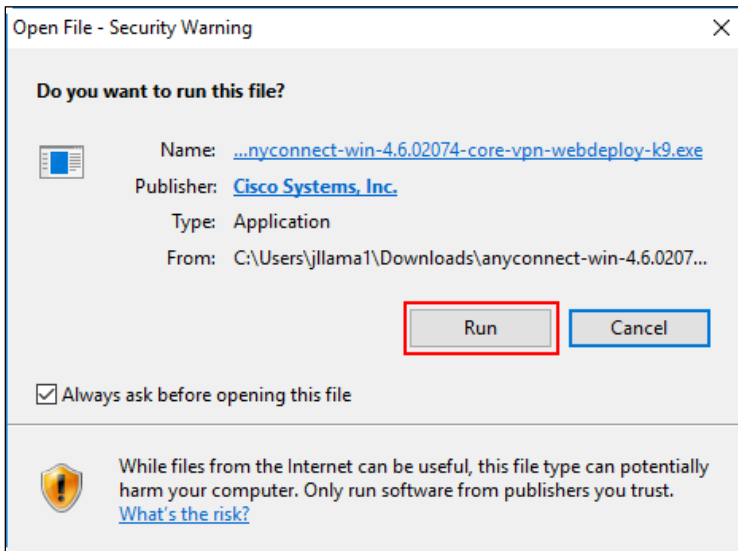 Open File - Security Warning
Do you want to run this file?
Name: ...nyconnect-win-4.6.02074-core-vpn-webdeploy-k9.exe
Publisher: Cisco Systems, Inc.
Type: Application
From: C:\Users\jllama1\Downloads\anyconnect-win-4.6.0207...
Run Cancel
Always ask before opening this file
While files from the Internet can be useful, this file type can potentially
harm your computer. Only run software from publishers you trust.
What's the risk?